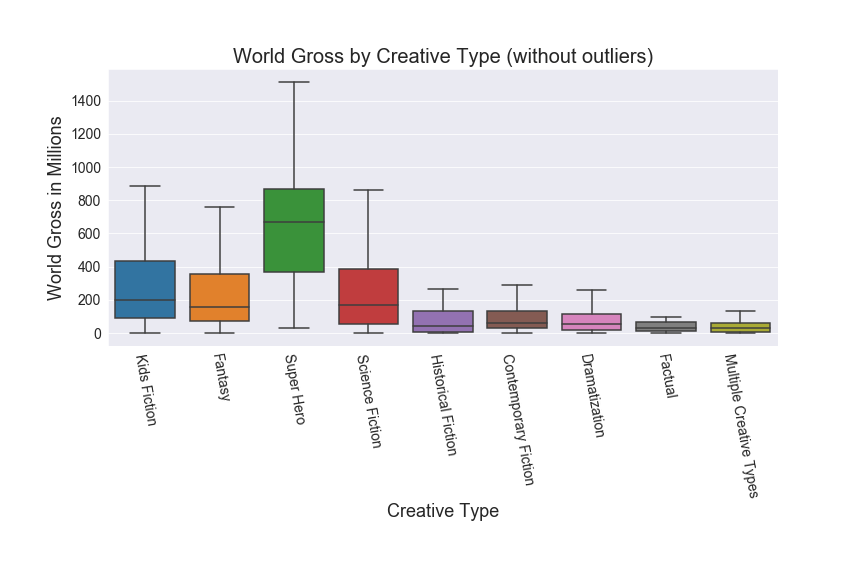 World Gross by Creative Type (without outliers)
World Gross in Millions
1400
1200
1000
800
600
400
200
0
Kids Fiction
Fantasy
Super Hero
Science Fiction
Historical Fiction
Contemporary Fiction
Dramatization
Factual
Multiple Creative Types
Creative Type